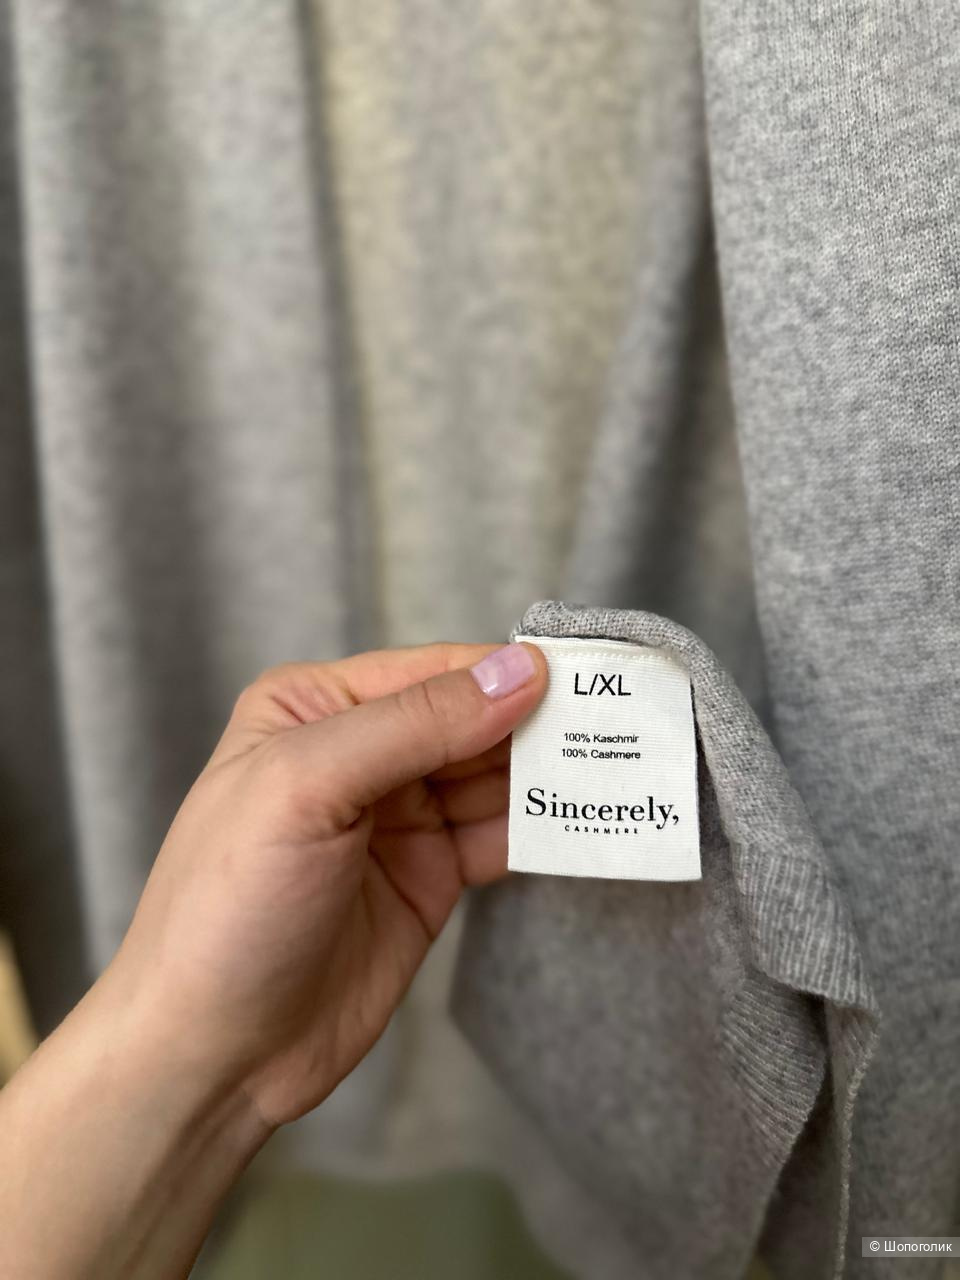 L/XL
100% Kaschmir
100% Cashmere
Sincerely,
CASHMERE
© Шопоголик